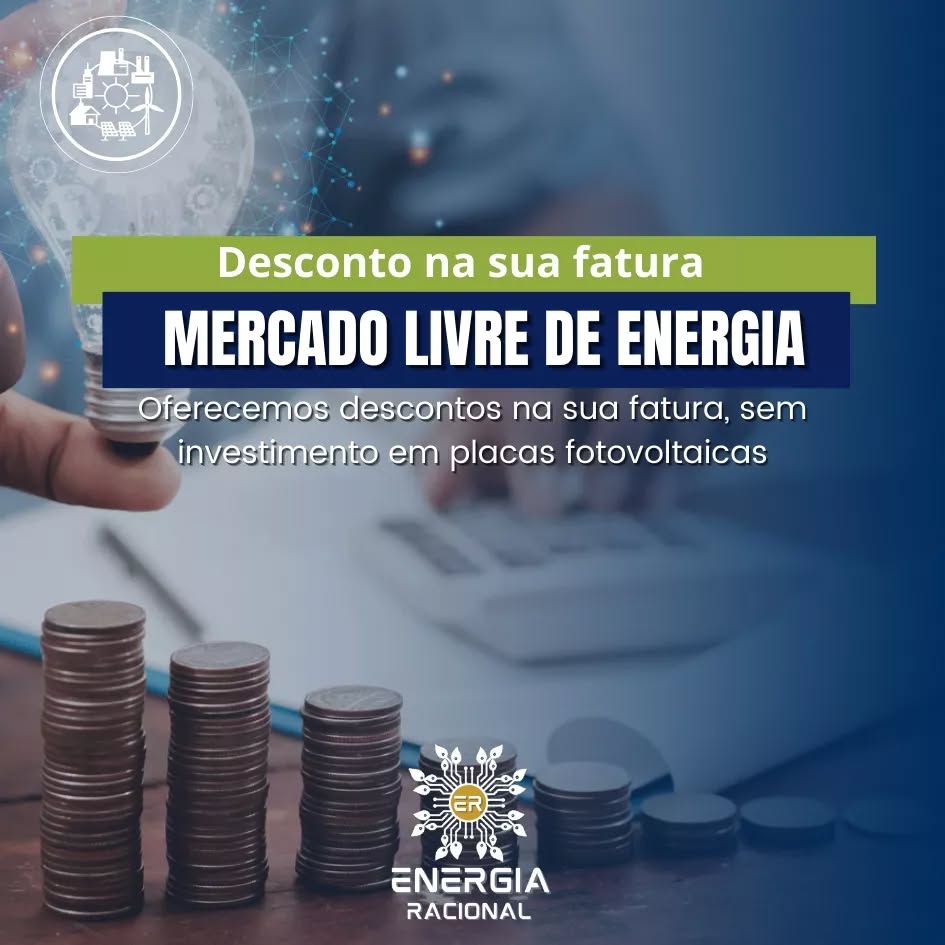 Desconto na sua fatura
MERCADO LIVRE DE ENERGIA
Oferecemos descontos na sua fatura, sem
investimento em placas fotovoltaicas
ER
ENERGIA
RACIONAL